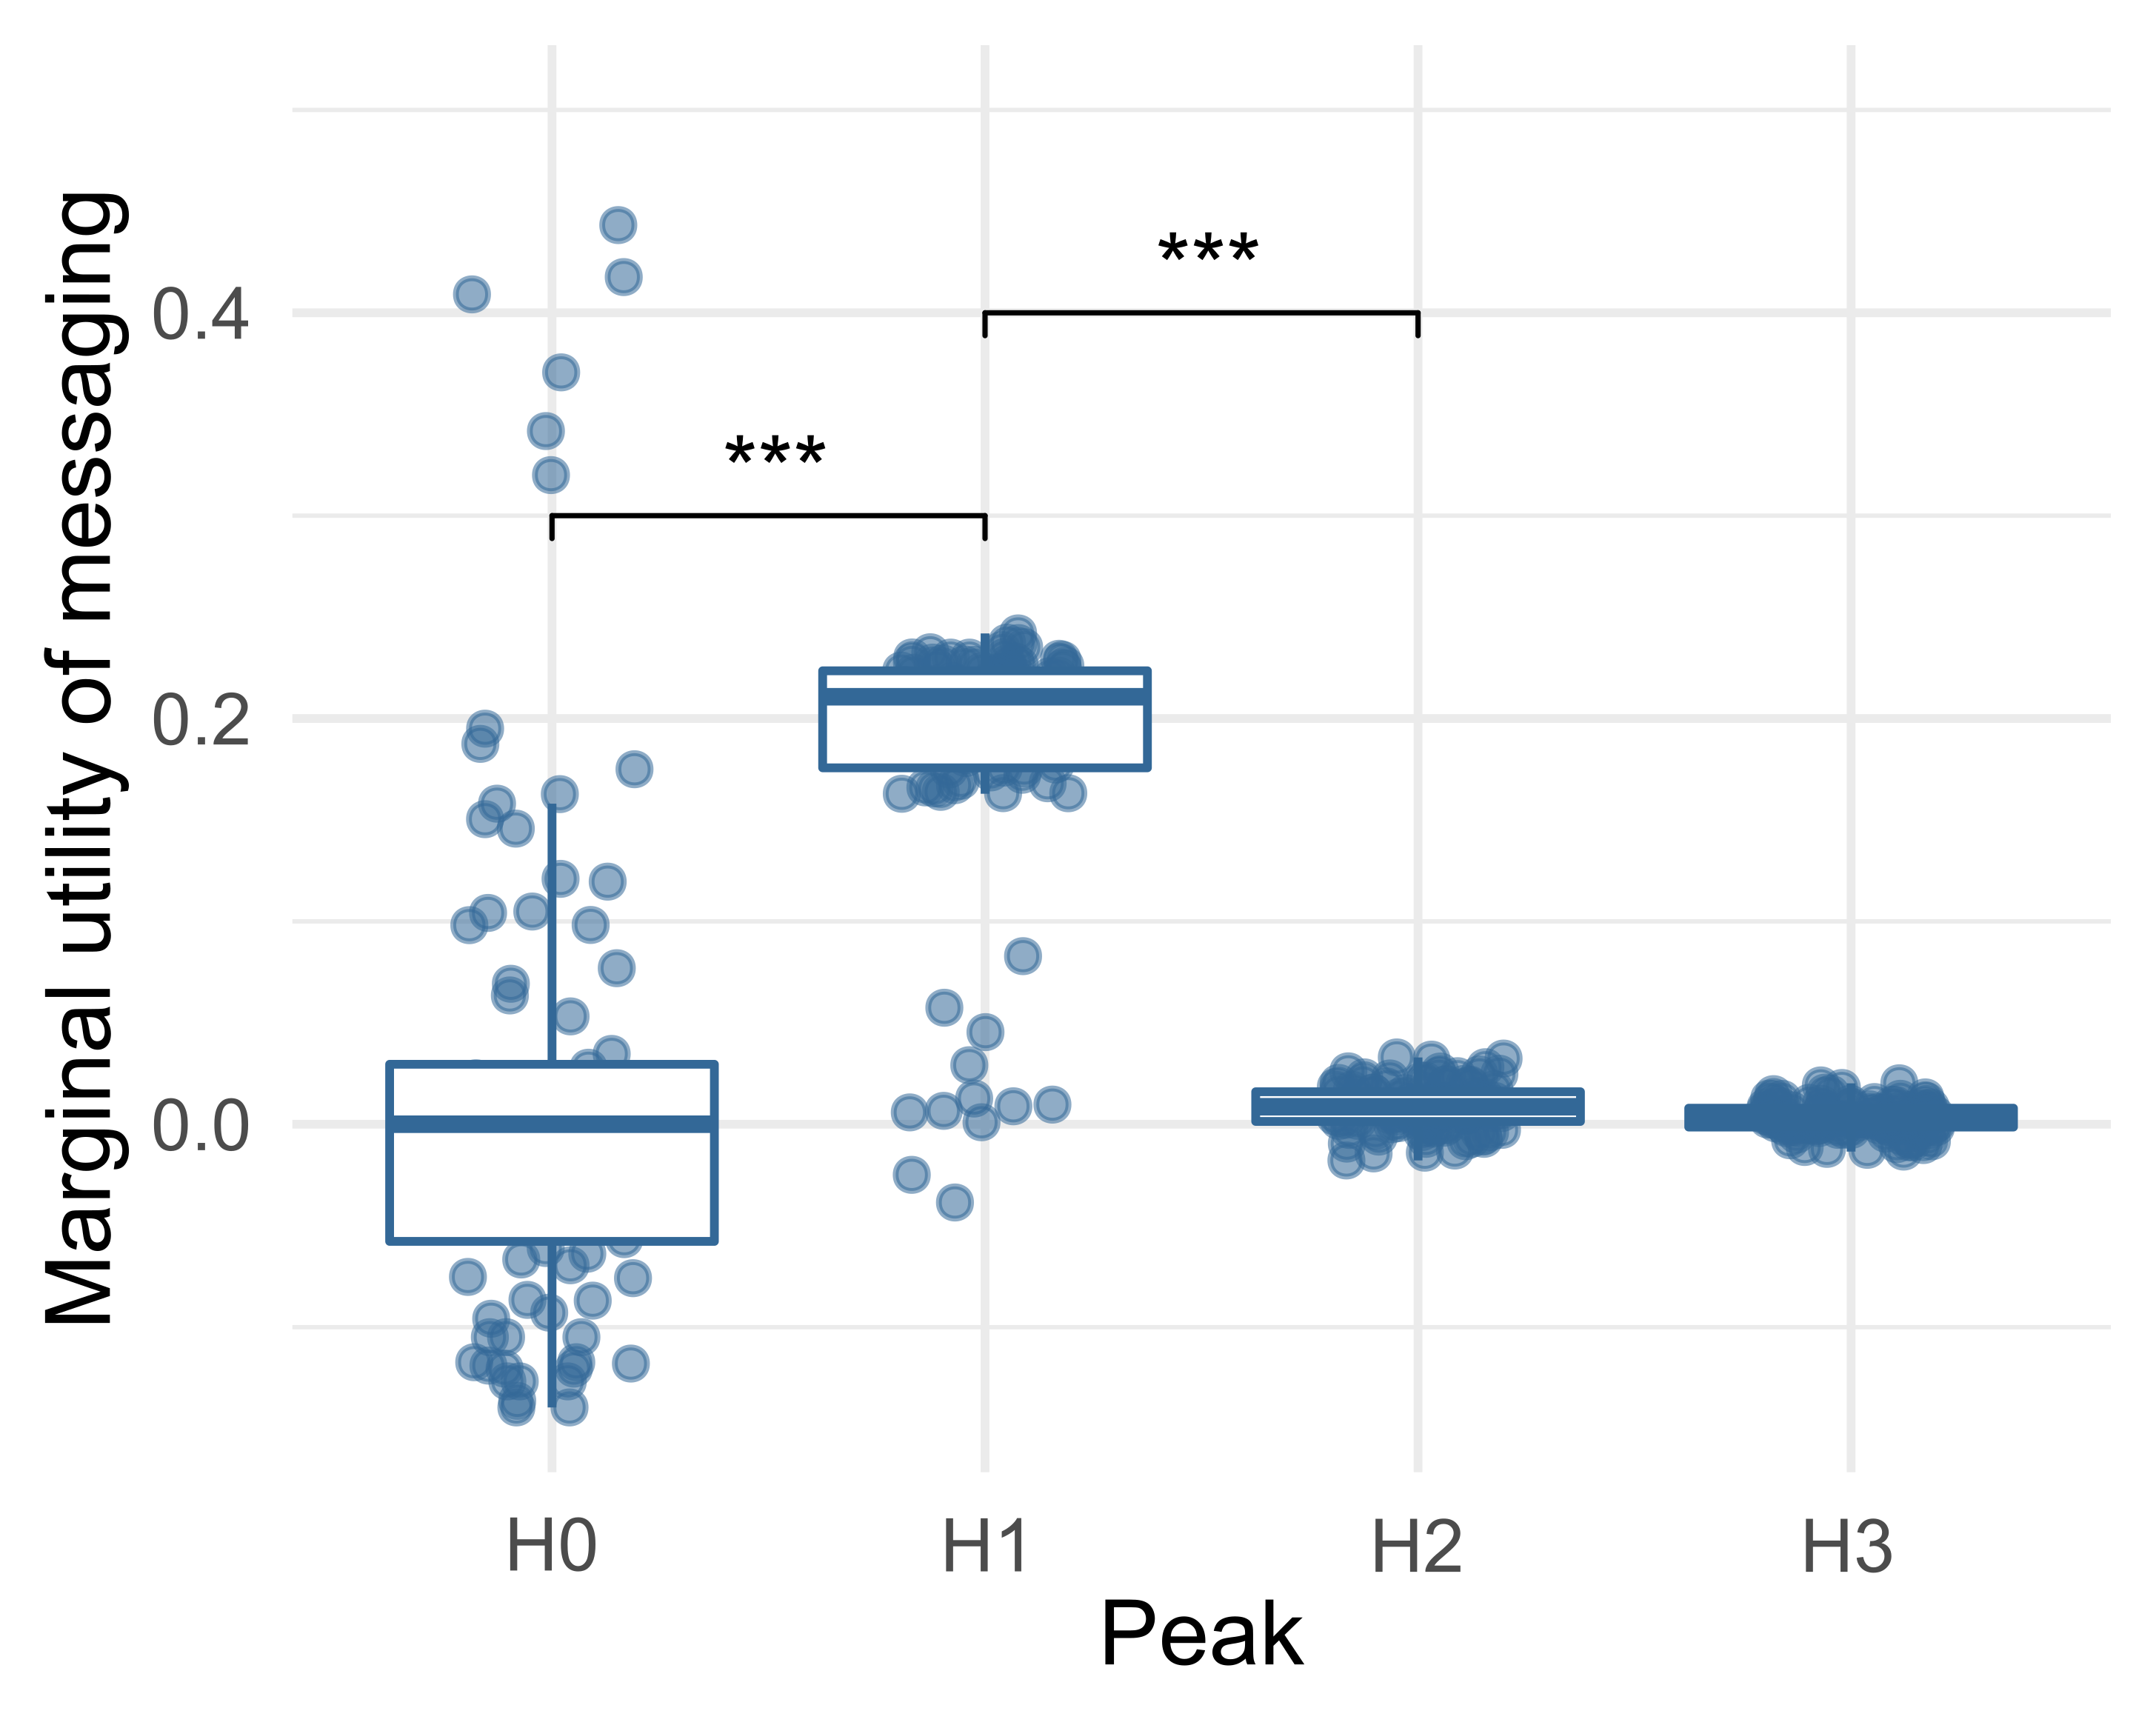 Marginal utility of messaging
0.4
0.2
0.0
***
***
H0 H1 H2 H3
Peak